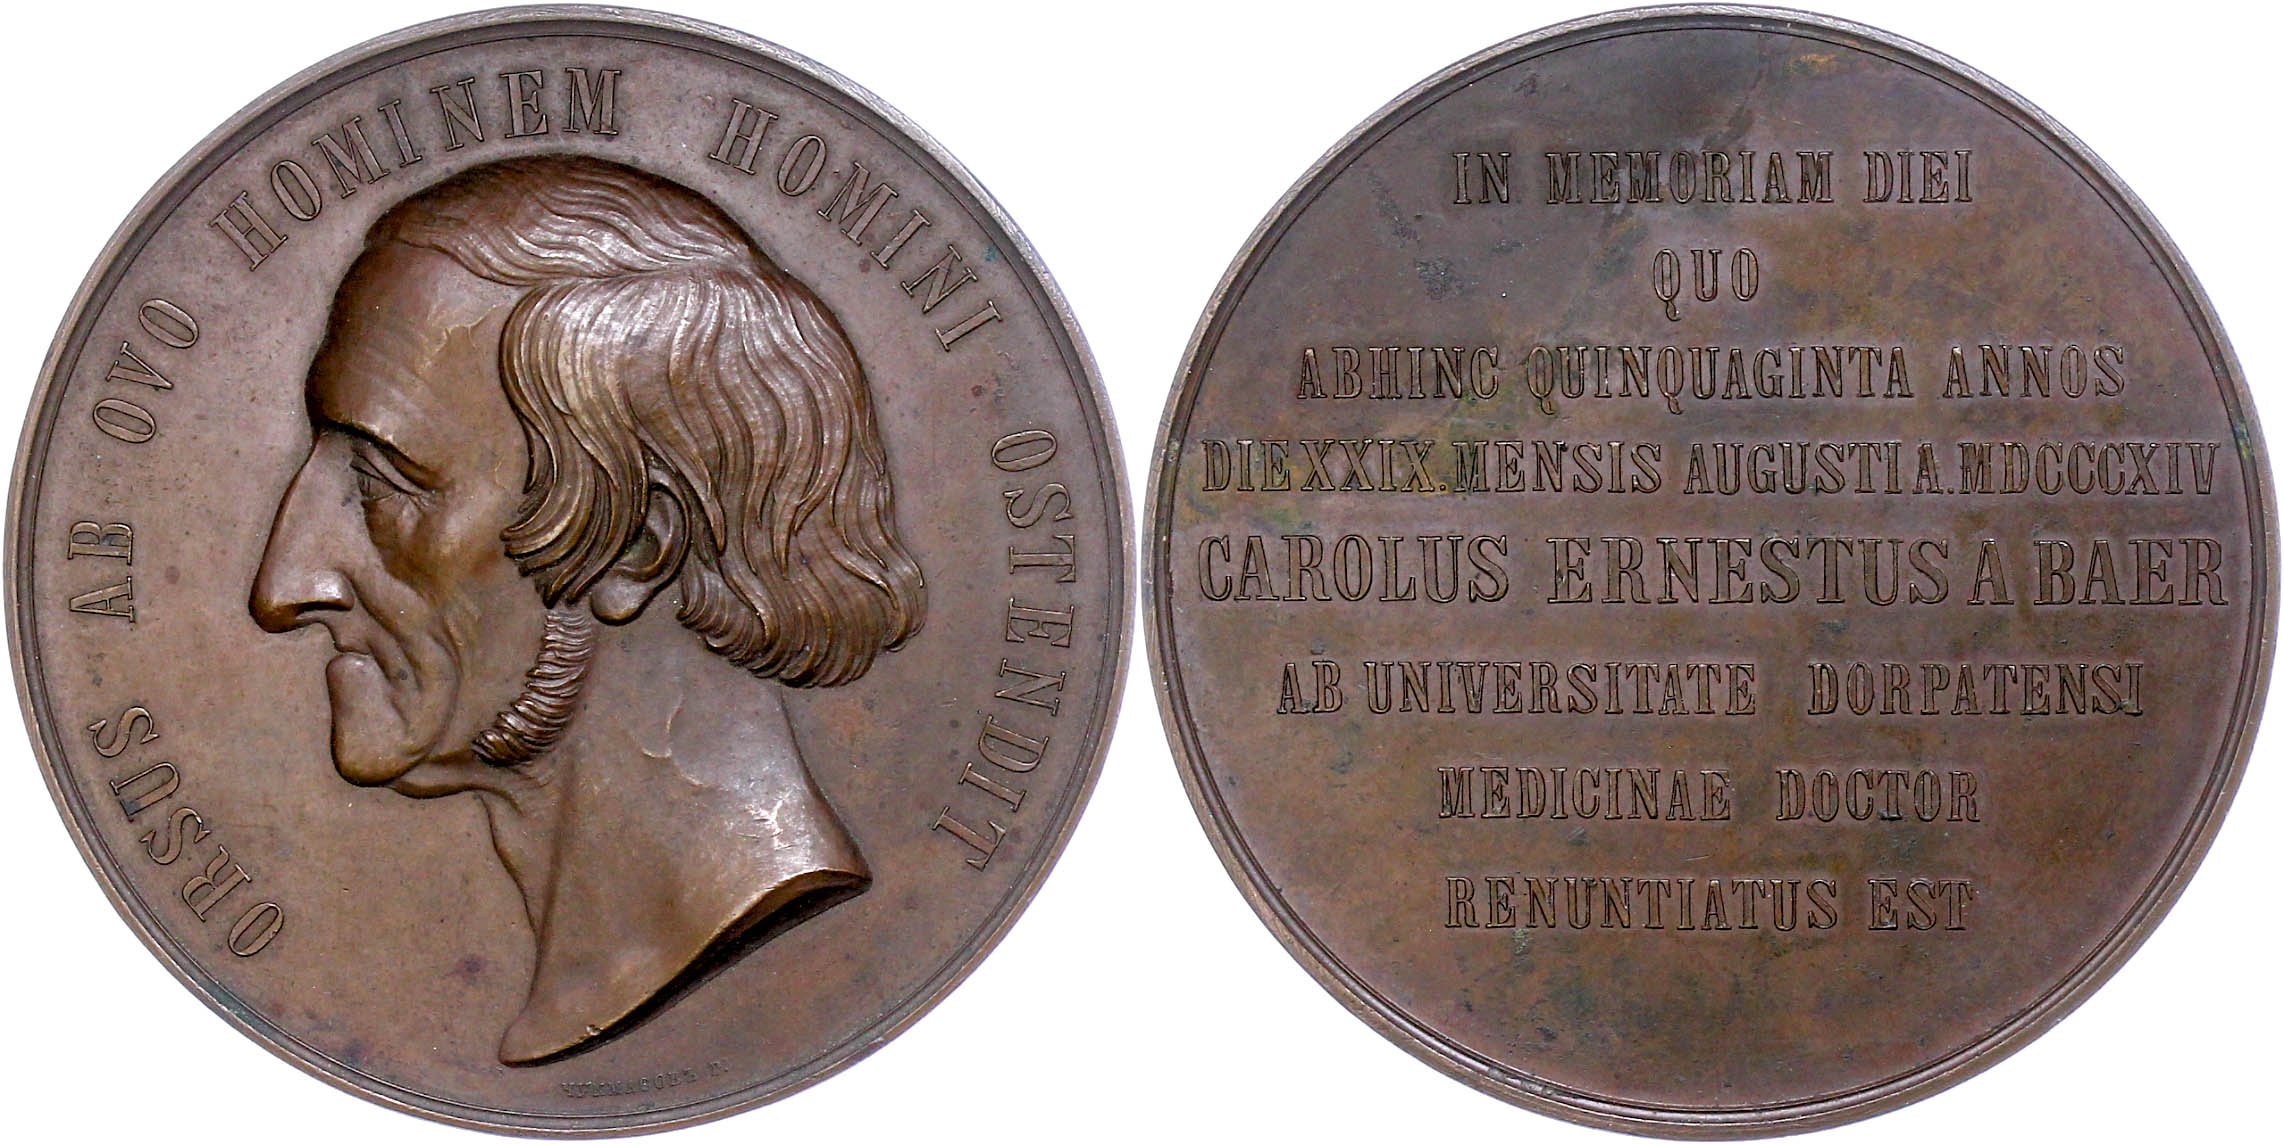 ORSUS AB OVO HOMINEM HOMINI OSTENDIT
IN MEMORIAM DIEI
QUO
ABHINC QUINQUAGINTA ANNOS
DIE XXIX. MENSIS AUGUSTI A. MDCCCXIV
CAROLUS ERNESTUS A BAER
AB UNIVERSITATE DORPATENSI
MEDICINAE DOCTOR
RENUNTIATUS EST